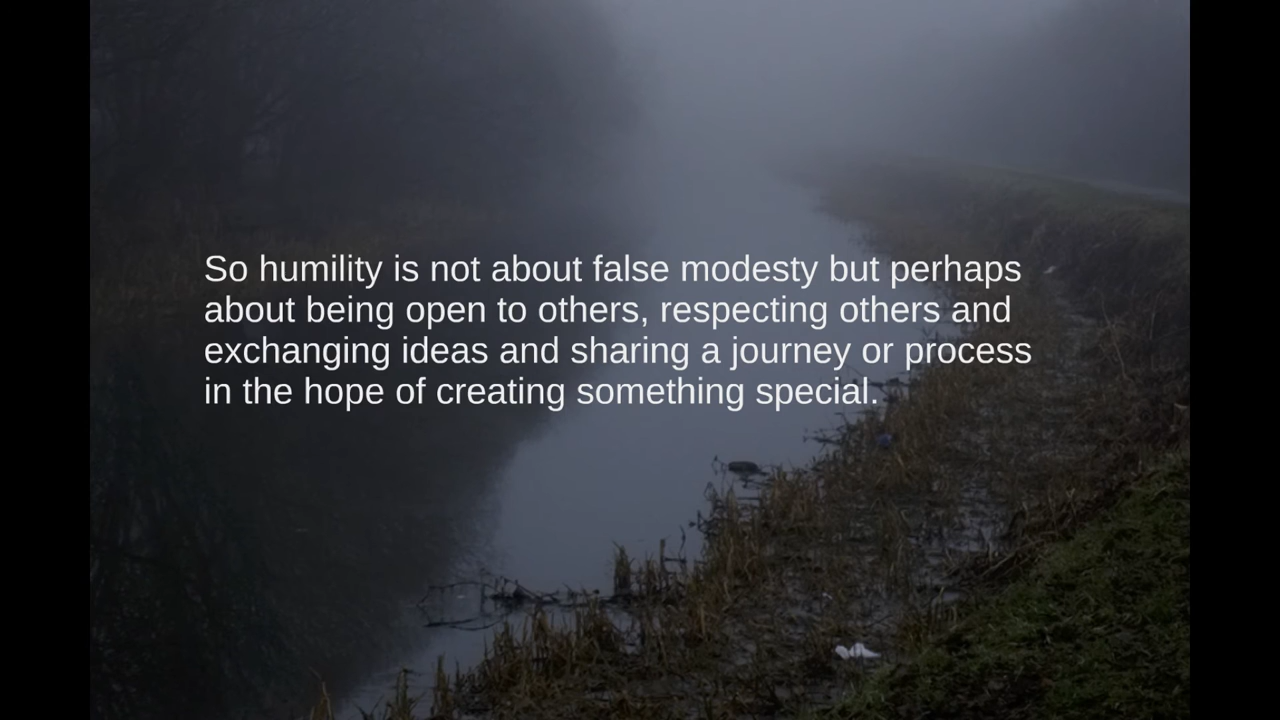 So humility is not about false modesty but perhaps
about being open to others, respecting others and
exchanging ideas and sharing a journey or process
in the hope of creating something special.